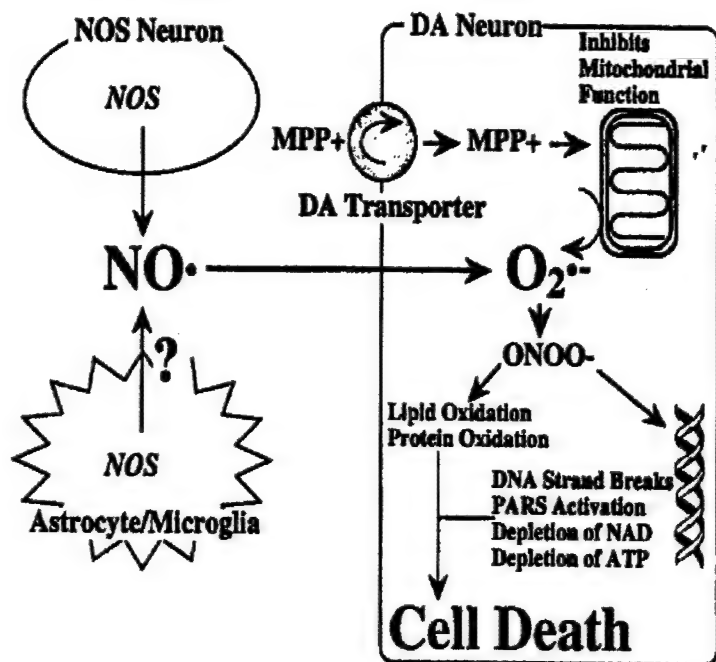 NOS Neuron
NOS
NO•
?
NOS
Astrocyte/Microglia
DA Neuron
Inhibits
Mitochondrial
Function
MPP+
MPP+
DA Transporter
O₂•-
ONOO-
Lipid Oxidation
Protein Oxidation
DNA Strand Breaks
PARS Activation
Depletion of NAD
Depletion of ATP
Cell Death